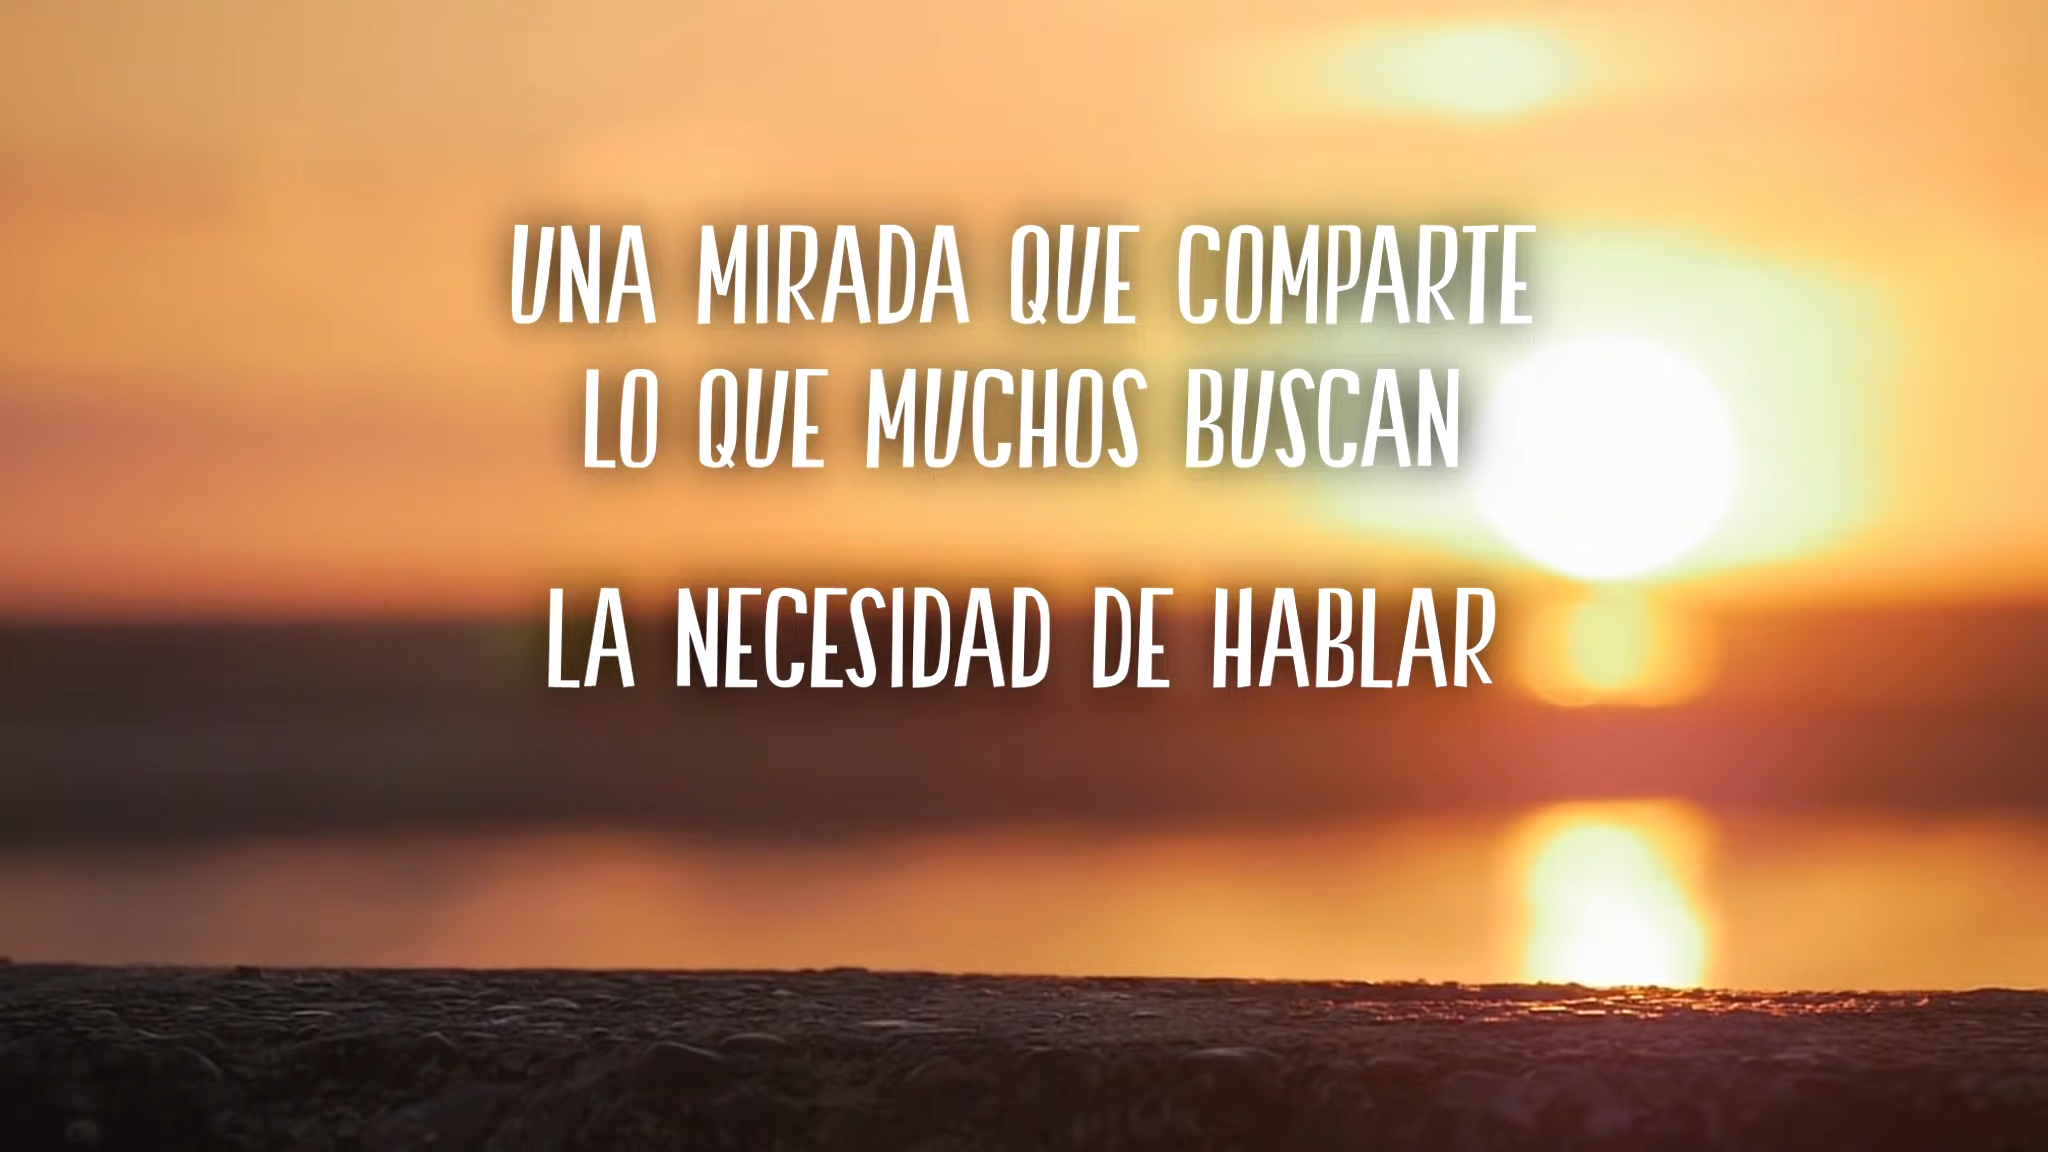 UNA MIRADA QUE COMPARTE
LO QUE MUCHOS BUSCAN
LA NECESIDAD DE HABLAR